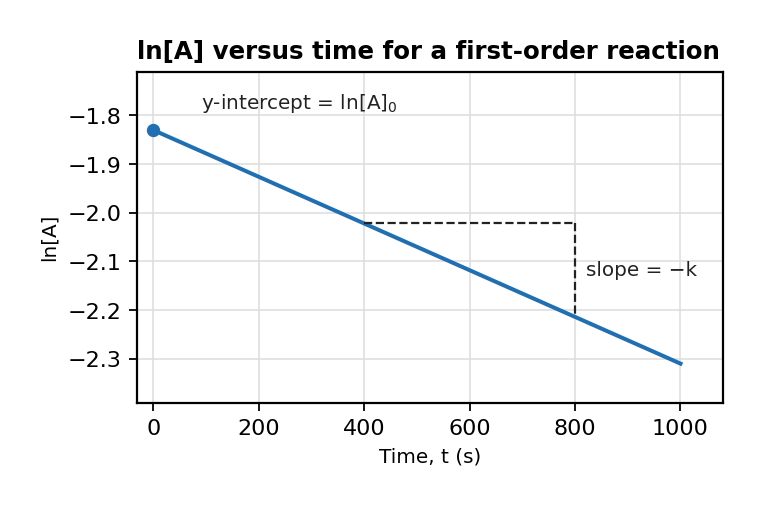 ln[A] versus time for a first-order reaction
y-intercept = ln[A]₀
−1.8
−1.9
−2.0
−2.1
−2.2
−2.3
ln[A]
slope = −k
0 200 400 600 800 1000
Time, t (s)